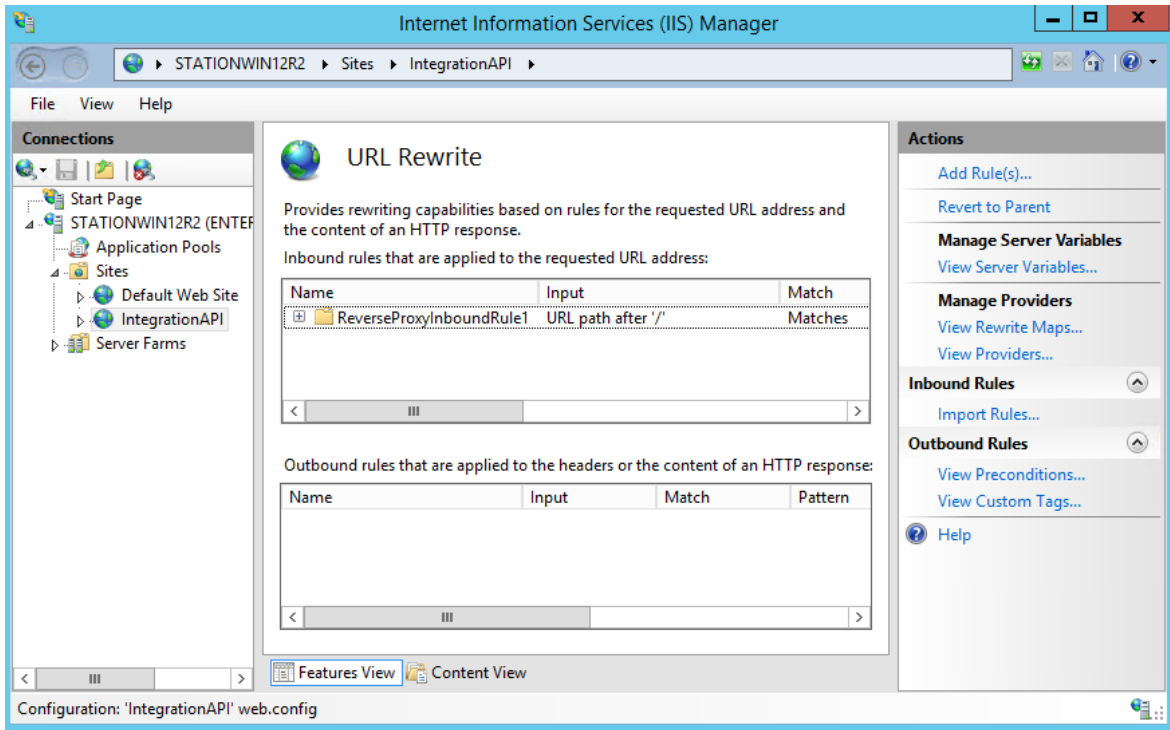 Internet Information Services (IIS) Manager
STATIONWIN12R2 Sites IntegrationAPI
File View Help
Connections
Start Page
STATIONWIN12R2 (ENTER
Application Pools
Sites
Default Web Site
IntegrationAPI
Server Farms
URL Rewrite
Provides rewriting capabilities based on rules for the requested URL address and
the content of an HTTP response.
Inbound rules that are applied to the requested URL address:
Name Input Match
ReverseProxyInboundRule1 URL path after '/' Matches
Outbound rules that are applied to the headers or the content of an HTTP response:
Name Input Match Pattern
Features View Content View
Actions
Add Rule(s)...
Revert to Parent
Manage Server Variables
View Server Variables...
Manage Providers
View Rewrite Maps...
View Providers...
Inbound Rules
Import Rules...
Outbound Rules
View Preconditions...
View Custom Tags...
Help
Configuration: 'IntegrationAPI' web.config